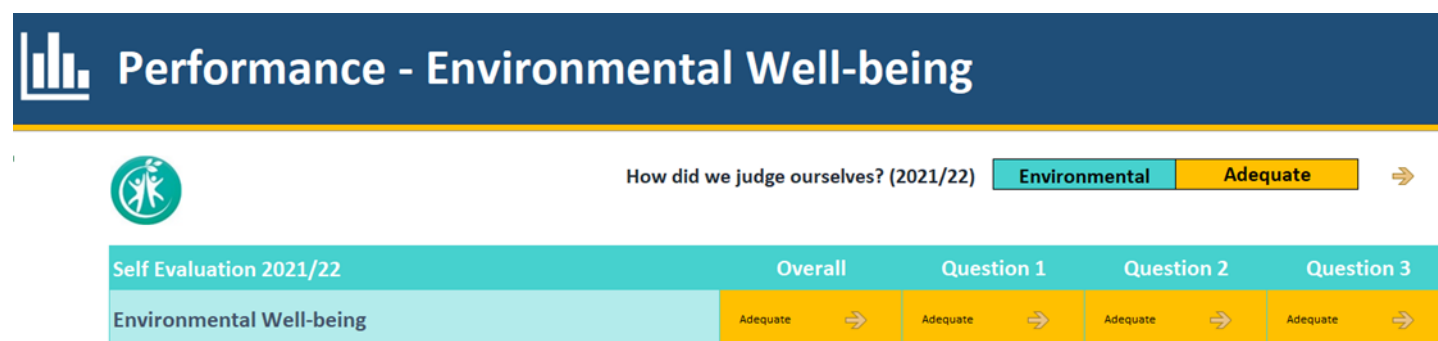 Performance - Environmental Well-being
How did we judge ourselves? (2021/22) Environmental Adequate
Self Evaluation 2021/22 Overall Question 1 Question 2 Question 3
Environmental Well-being Adequate Adequate Adequate Adequate